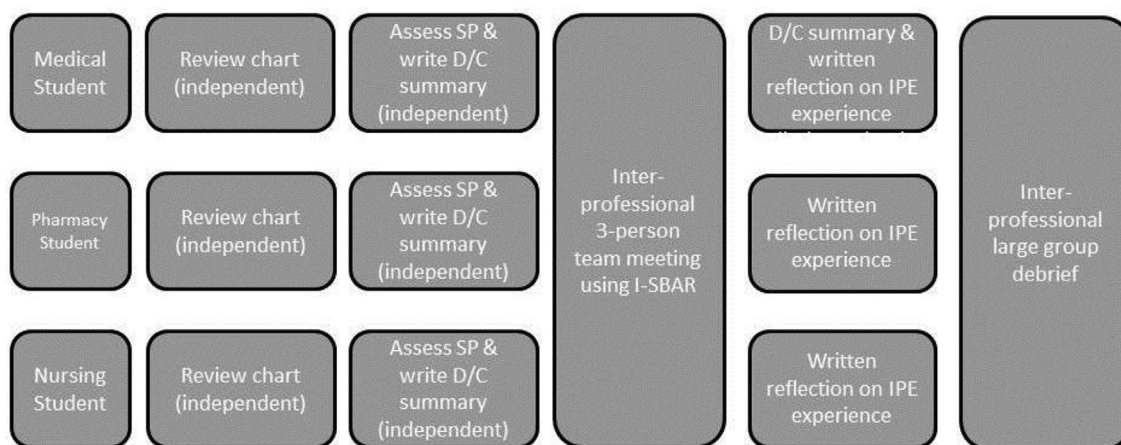 Medical
Student
Review chart
(independent)
Assess SP &
write D/C
summary
(independent)
D/C summary &
written
reflection on IPE
experience
Pharmacy
Student
Review chart
(independent)
Assess SP &
write D/C
summary
(independent)
Inter-
professional
3-person
team meeting
using I-SBAR
Written
reflection on IPE
experience
Inter-
professional
large group
debrief
Nursing
Student
Review chart
(independent)
Assess SP &
write D/C
summary
(independent)
Written
reflection on IPE
experience